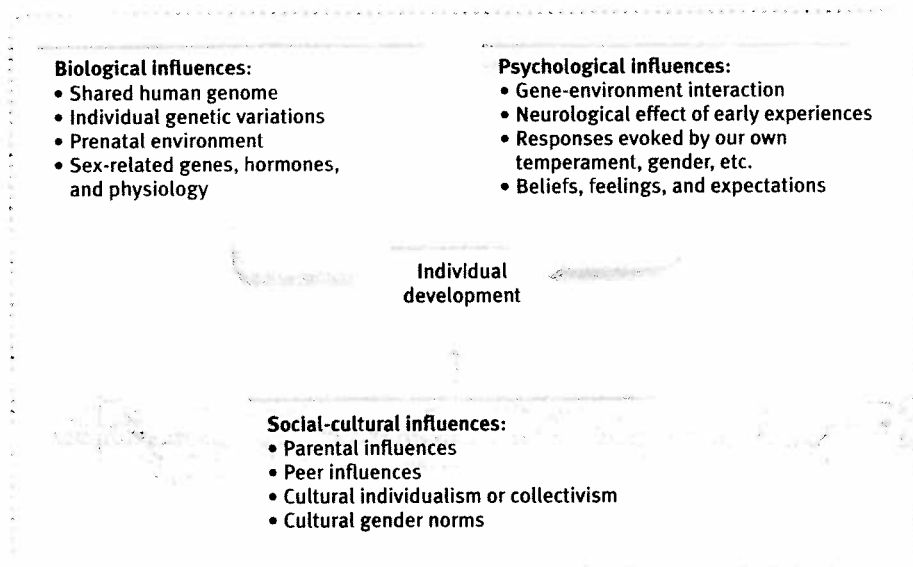 Biological influences:
• Shared human genome
• Individual genetic variations
• Prenatal environment
• Sex-related genes, hormones,
and physiology
Psychological influences:
• Gene-environment interaction
• Neurological effect of early experiences
• Responses evoked by our own
temperament, gender, etc.
• Beliefs, feelings, and expectations
Individual
development
Social-cultural influences:
• Parental influences
• Peer influences
• Cultural individualism or collectivism
• Cultural gender norms